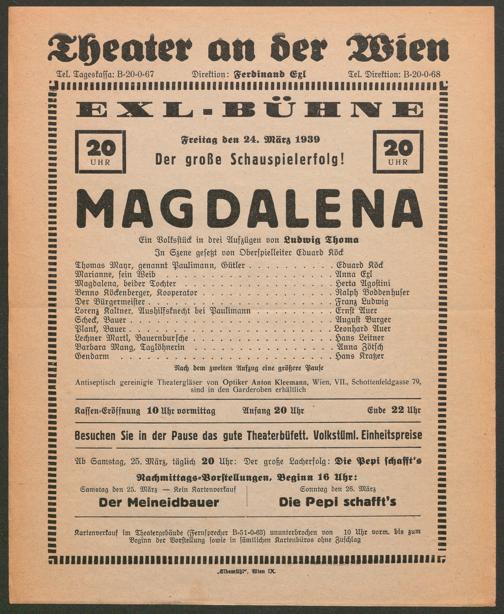 Theater an der Wien
Tel. Tageskassa: B-20-0-67 Direktion: Ferdinand Exl Tel. Direktion: B-20-0-68
EXL-BÜHNE
20 UHR
Freitag den 24. März 1939
Der große Schauspielerfolg!
20 UHR
MAGDALENA
Ein Volksstück in drei Aufzügen von Ludwig Thoma
In Szene gesetzt von Oberspielleiter Eduard Köck
Thomas Mayr, genannt Paulimann, Gütler . . . Eduard Köck
Marianne, sein Weib . . . Anna Exl
Magdalena, beider Tochter . . . Herta Agostini
Benno Köckenberger, Kooperator . . . Ralph Boddenhuser
Der Bürgermeister . . . Franz Ludwig
Lorenz Kaltner, Aushilfsknecht bei Paulimann . . . Ernst Auer
Scheck, Bauer . . . August Burger
Plank, Bauer . . . Leonhard Auer
Lechner Martl, Bauernbursche . . . Hans Leitner
Barbara Mang, Taglöhnerin . . . Anna Fötsch
Gendarm . . . Hans Kratzer
Nach dem zweiten Aufzug eine größere Pause
Antiseptisch gereinigte Theatergläser von Optiker Anton Kleemann, Wien, VII., Schottenfeldgasse 79,
sind in den Garderoben erhältlich
Kassen-Eröffnung 10 Uhr vormittag Anfang 20 Uhr Ende 22 Uhr
Besuchen Sie in der Pause das gute Theaterbüfett. Volkstüml. Einheitspreise
Ab Samstag, 25. März, täglich 20 Uhr: Der große Lacherfolg: Die Pepi schafft's
Nachmittags-Vorstellungen, Beginn 16 Uhr:
Samstag den 25. März — Kein Kartenverkauf
Der Meineidbauer
Sonntag den 26. März
Die Pepi schafft's
Kartenverkauf im Theatergebäude (Fernsprecher B-51-0-63) ununterbrochen von 10 Uhr vorm. bis zum
Beginn der Vorstellung sowie in sämtlichen Kartenbüros ohne Zuschlag
„Elbemühl", Wien IX.